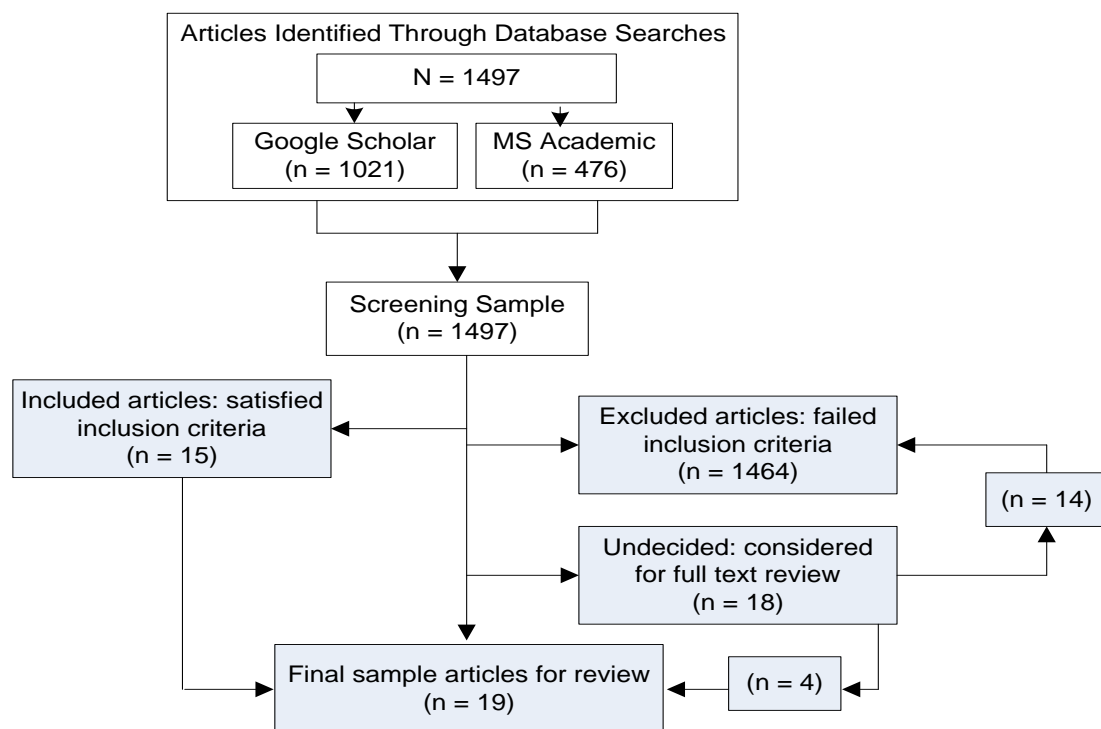 Articles Identified Through Database Searches
N = 1497
Google Scholar
(n = 1021)
MS Academic
(n = 476)
Screening Sample
(n = 1497)
Included articles: satisfied
inclusion criteria
(n = 15)
Excluded articles: failed
inclusion criteria
(n = 1464)
(n = 14)
Undecided: considered
for full text review
(n = 18)
(n = 4)
Final sample articles for review
(n = 19)